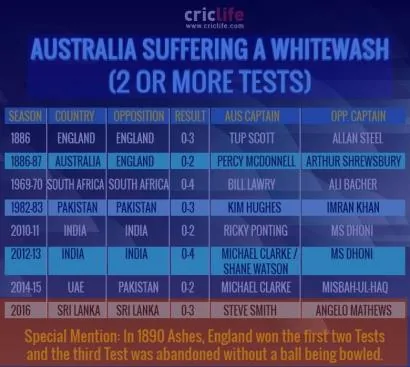 criclife
www.criclife.com
AUSTRALIA SUFFERING A WHITEWASH
(2 OR MORE TESTS)
SEASON COUNTRY OPPOSITION RESULT AUS CAPTAIN OPP. CAPTAIN
1886 ENGLAND ENGLAND 0-3 TUP SCOTT ALLAN STEEL
1886-87 AUSTRALIA ENGLAND 0-2 PERCY MCDONNELL ARTHUR SHREWSBURY
1969-70 SOUTH AFRICA SOUTH AFRICA 0-4 BILL LAWRY ALI BACHER
1982-83 PAKISTAN PAKISTAN 0-3 KIM HUGHES IMRAN KHAN
2010-11 INDIA INDIA 0-2 RICKY PONTING MS DHONI
2012-13 INDIA INDIA 0-4 MICHAEL CLARKE / SHANE WATSON MS DHONI
2014-15 UAE PAKISTAN 0-2 MICHAEL CLARKE MISBAH-UL-HAQ
2016 SRI LANKA SRI LANKA 0-3 STEVE SMITH ANGELO MATHEWS
Special Mention: In 1890 Ashes, England won the first two Tests
and the third Test was abandoned without a ball being bowled.